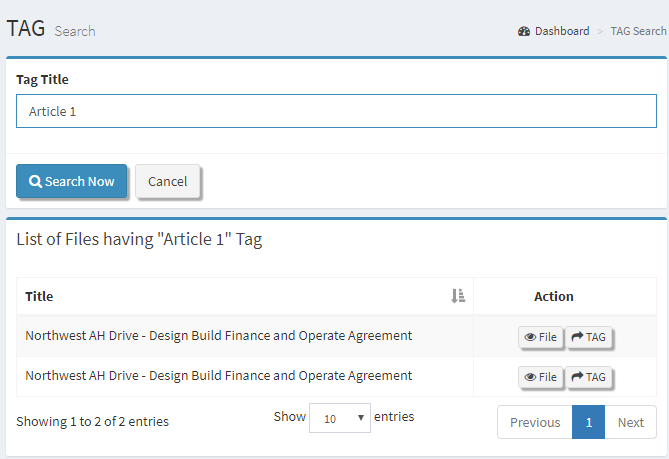 TAG Search
Dashboard > TAG Search
Tag Title
Article 1
Search Now Cancel
List of Files having "Article 1" Tag
Title Action
Northwest AH Drive - Design Build Finance and Operate Agreement File TAG
Northwest AH Drive - Design Build Finance and Operate Agreement File TAG
Showing 1 to 2 of 2 entries Show 10 entries Previous 1 Next